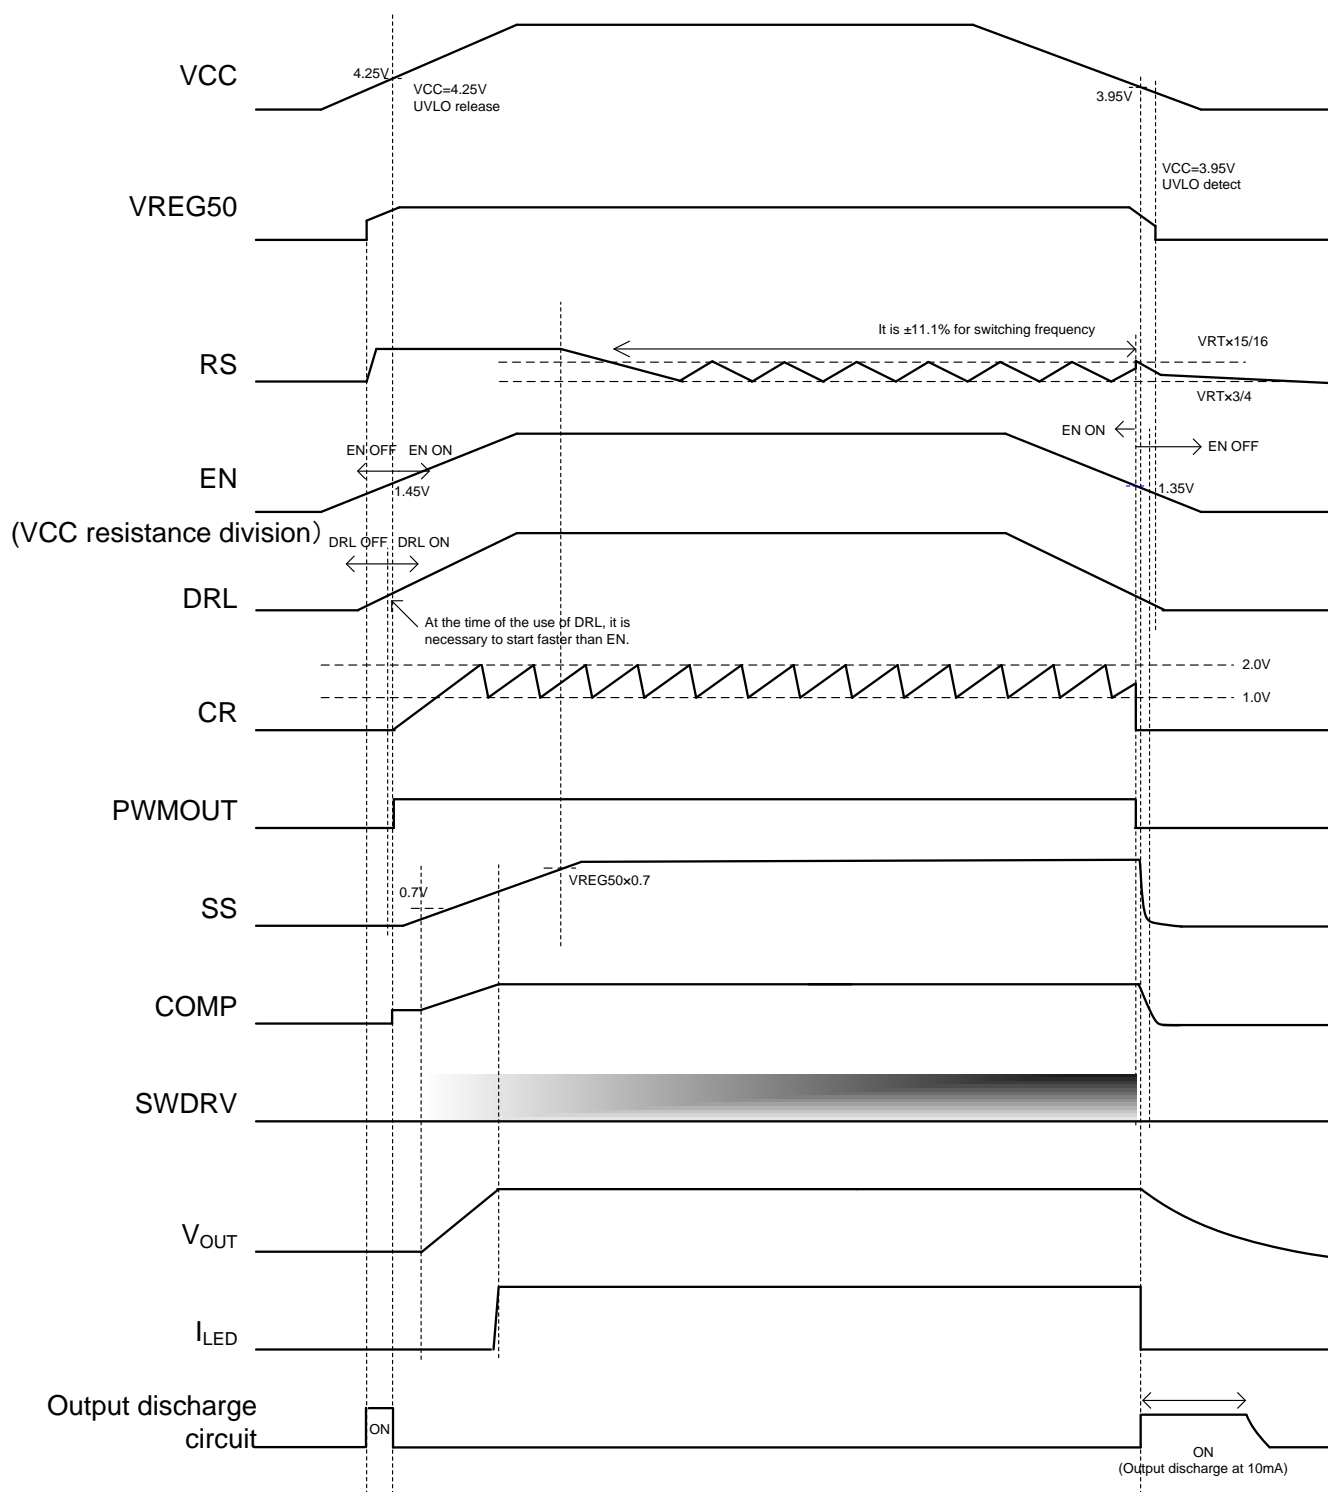 VCC
4.25V
VCC=4.25V
UVLO release
3.95V
VCC=3.95V
UVLO detect
VREG50
It is ±11.1% for switching frequency
VRT×15/16
RS
VRT×3/4
EN ON
EN OFF
EN OFF EN ON
EN
1.45V
1.35V
(VCC resistance division）
DRL OFF DRL ON
DRL
At the time of the use of DRL, it is
necessary to start faster than EN.
2.0V
1.0V
CR
PWMOUT
VREG50×0.7
0.7V
SS
COMP
SWDRV
VOUT
ILED
Output discharge
circuit
ON
ON
(Output discharge at 10mA)